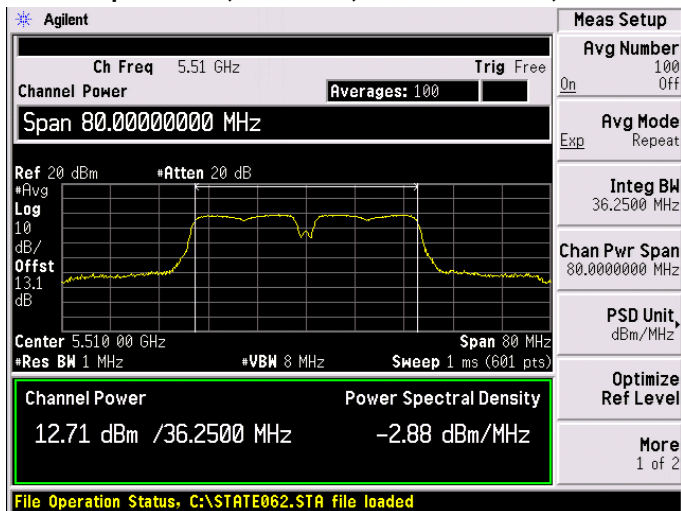 Agilent
Ch Freq 5.51 GHz Trig Free
Channel Power Averages: 100
Span 80.00000000 MHz
Ref 20 dBm #Atten 20 dB
#Avg
Log
10
dB/
Offst
13.1
dB
Center 5.510 00 GHz Span 80 MHz
#Res BW 1 MHz #VBW 8 MHz Sweep 1 ms (601 pts)
Channel Power Power Spectral Density
12.71 dBm /36.2500 MHz -2.88 dBm/MHz
File Operation Status, C:\STATE062.STA file loaded
Meas Setup
Avg Number
100
On Off
Avg Mode
Exp Repeat
Integ BW
36.2500 MHz
Chan Pwr Span
80.0000000 MHz
PSD Unit
dBm/MHz
Optimize
Ref Level
More
1 of 2